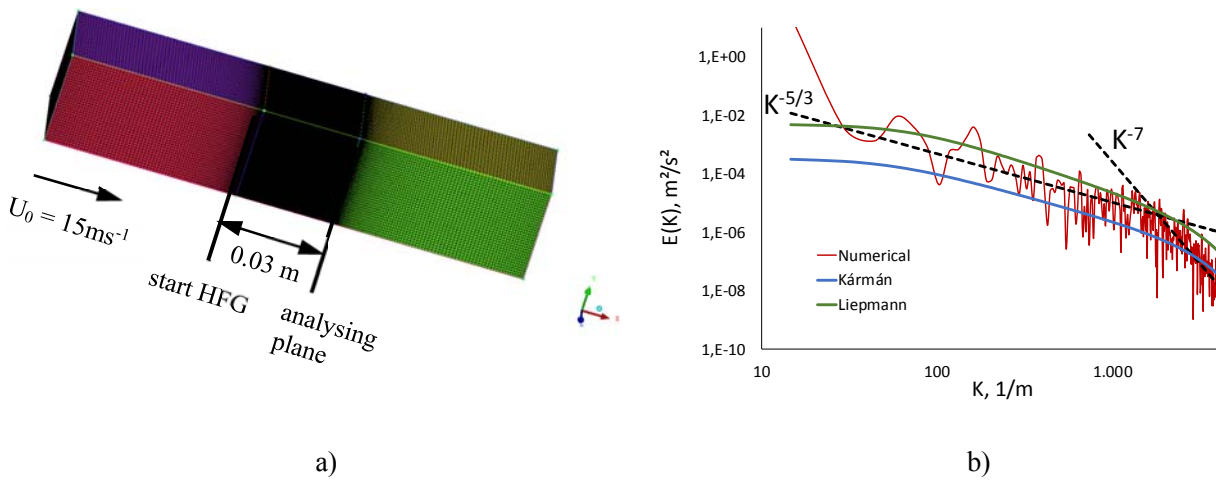 U₀ = 15ms⁻¹
0.03 m
start HFG
analysing
plane
a)
1,E+00
1,E-02
1,E-04
1,E-06
1,E-08
1,E-10
E(K), m²/s²
K⁻⁵/³
K⁻⁷
Numerical
Kármán
Liepmann
10
100
1.000
K, 1/m
b)